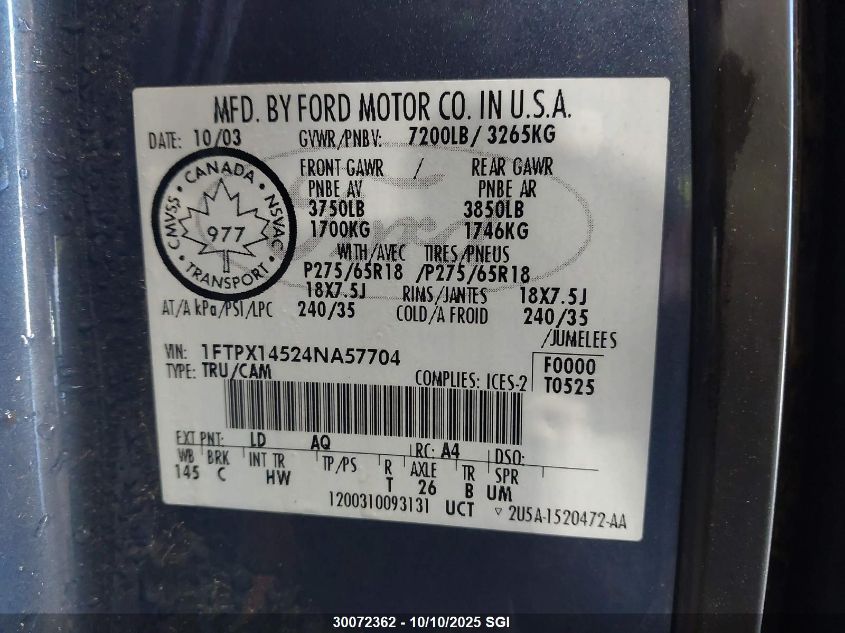 MFD. BY FORD MOTOR CO. IN U.S.A.
DATE: 10/03 GVWR/PNBV: 7200LB/ 3265KG
FRONT GAWR / REAR GAWR
PNBE AV PNBE AR
3750LB 3850LB
1700KG 1746KG
WITH/AVEC TIRES/PNEUS
P275/65R18 /P275/65R18
18X7.5J RIMS/JANTES 18X7.5J
AT/A kPa/PSI/LPC 240/35 COLD/A FROID 240/35
/JUMELEES
CANADA
CMVSS • NSVAC
977
TRANSPORT
Ford
VIN: 1FTPX14524NA57704 F0000
TYPE: TRU/CAM COMPLIES: ICES-2 T0525
EXT PNT: LD AQ RC: A4 DSO:
WB BRK INT TR TP/PS R AXLE TR SPR
145 C HW T 26 B UM
1200310093131 UCT ▽ 2U5A-1520472-AA
30072362 - 10/10/2025 SGI